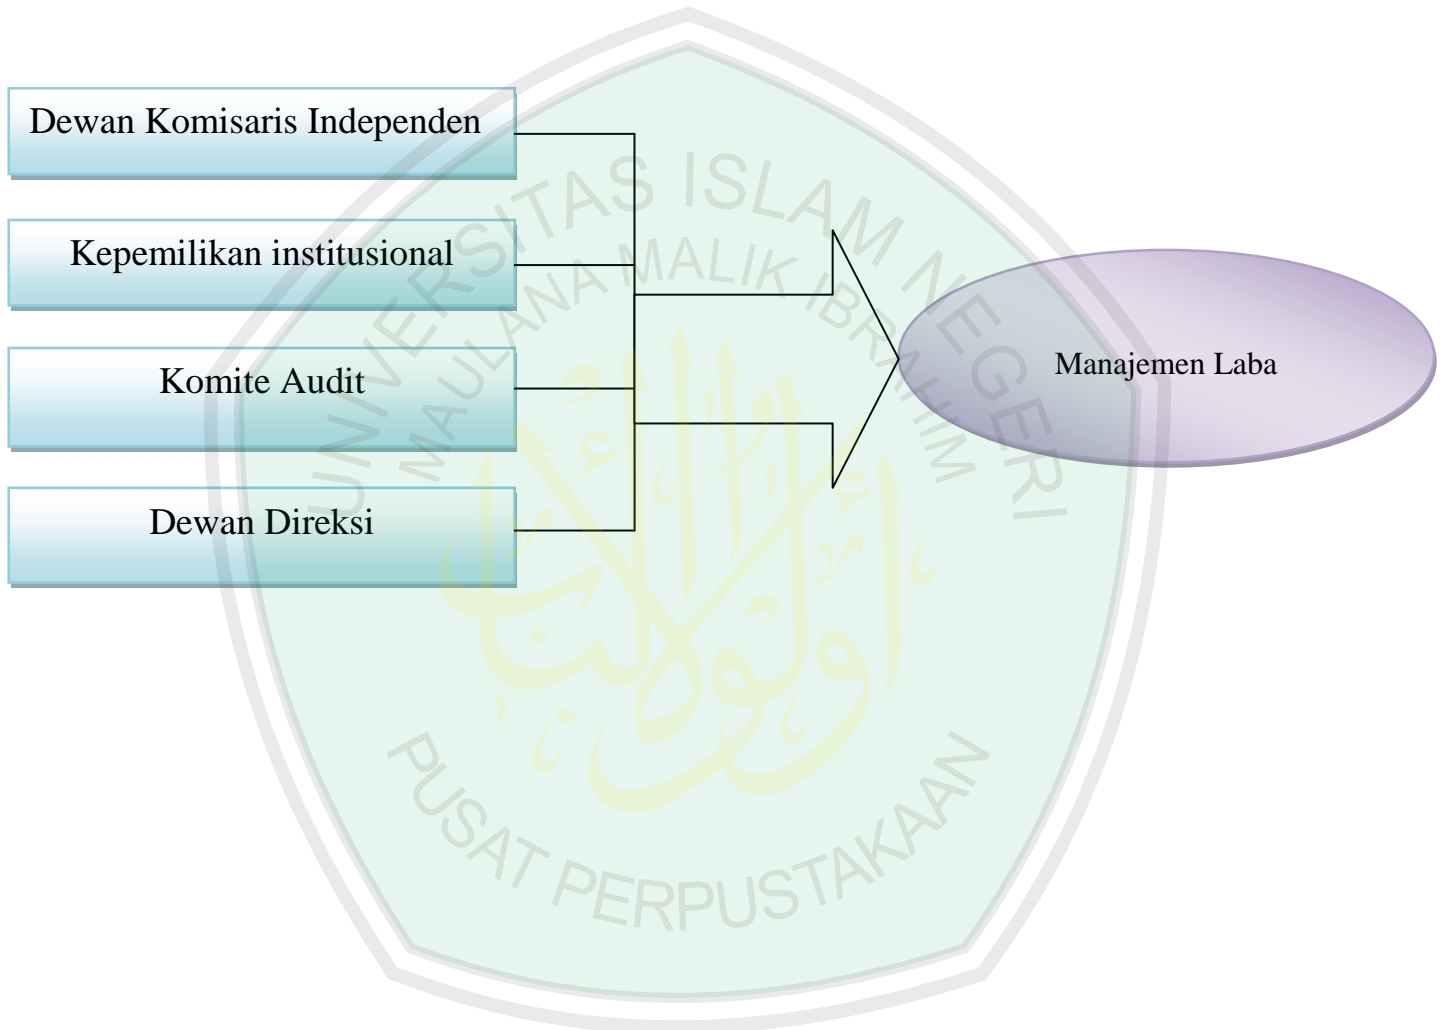 Dewan Komisaris Independen
Kepemilikan institusional
Komite Audit
Dewan Direksi
Manajemen Laba
UNIVERSITAS ISLAM NEGERI
MAULANA MALIK IBRAHIM
PUSAT PERPUSTAKAAN